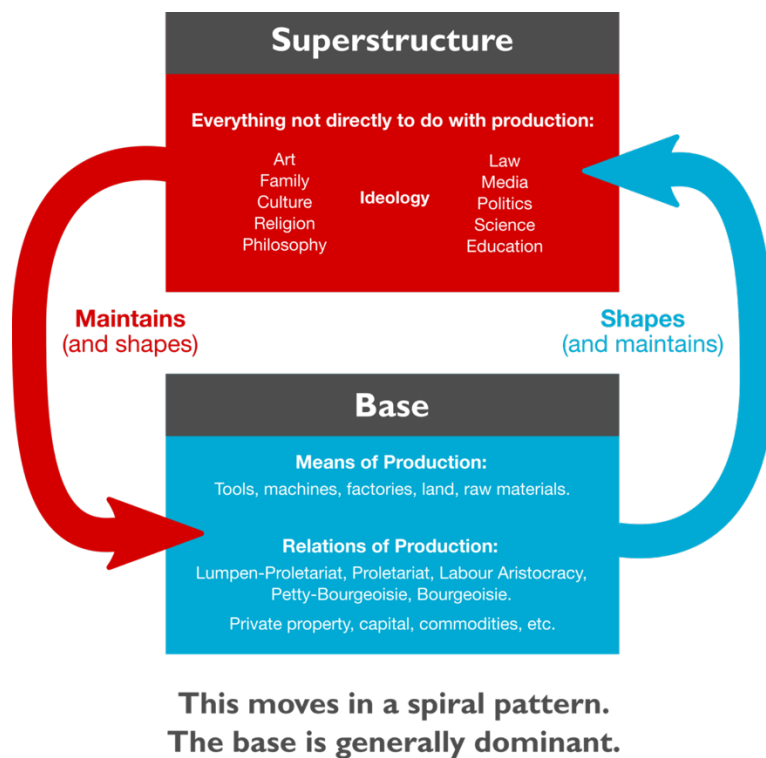 Superstructure
Everything not directly to do with production:
Art
Family
Culture
Religion
Philosophy
Ideology
Law
Media
Politics
Science
Education
Maintains
(and shapes)
Shapes
(and maintains)
Base
Means of Production:
Tools, machines, factories, land, raw materials.
Relations of Production:
Lumpen-Proletariat, Proletariat, Labour Aristocracy,
Petty-Bourgeoisie, Bourgeoisie.
Private property, capital, commodities, etc.
This moves in a spiral pattern.
The base is generally dominant.